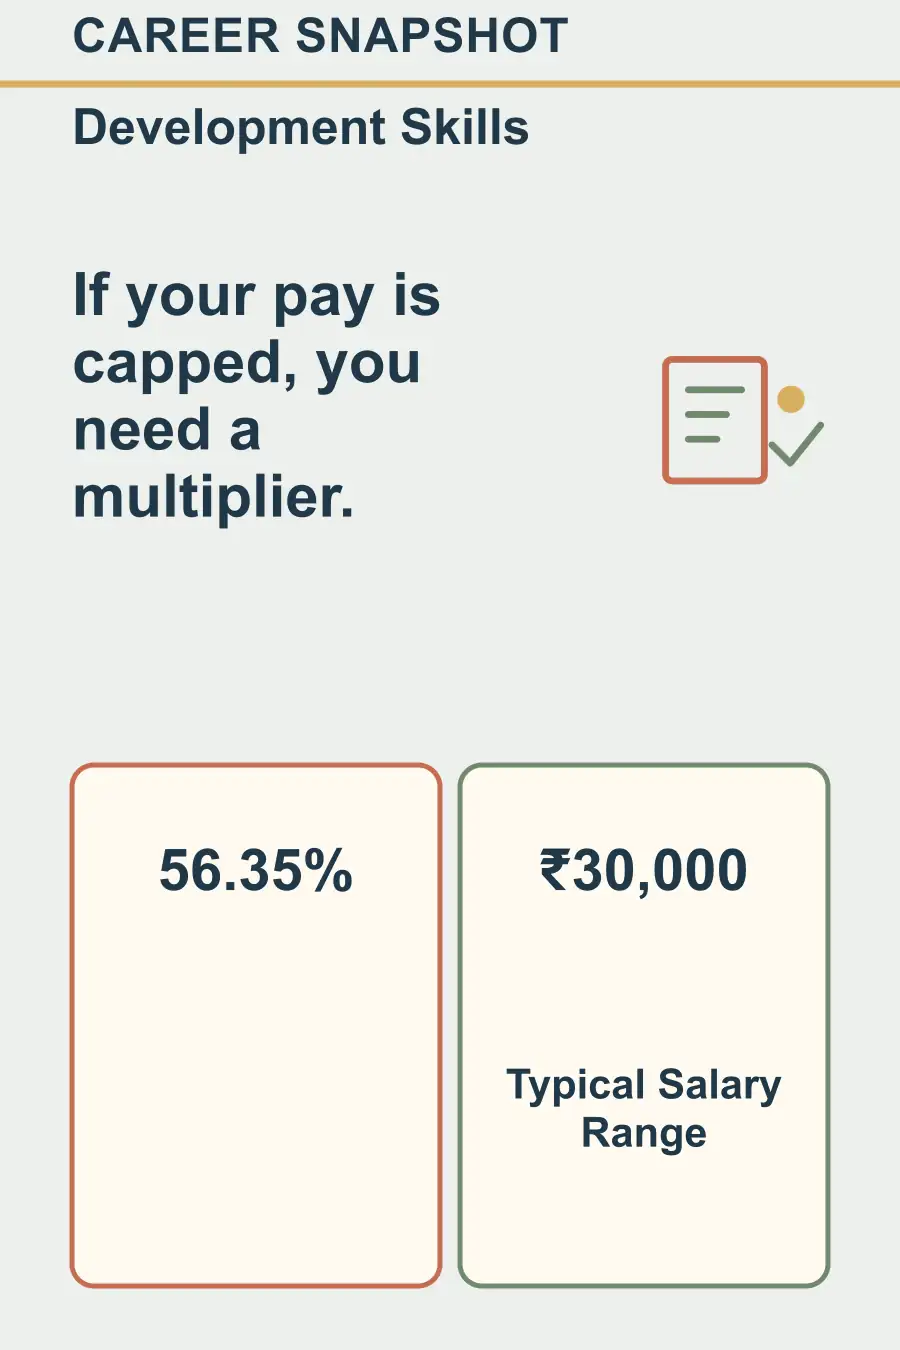 CAREER SNAPSHOT
Development Skills
If your pay is
capped, you
need a
multiplier.
56.35%
₹30,000
Typical Salary
Range